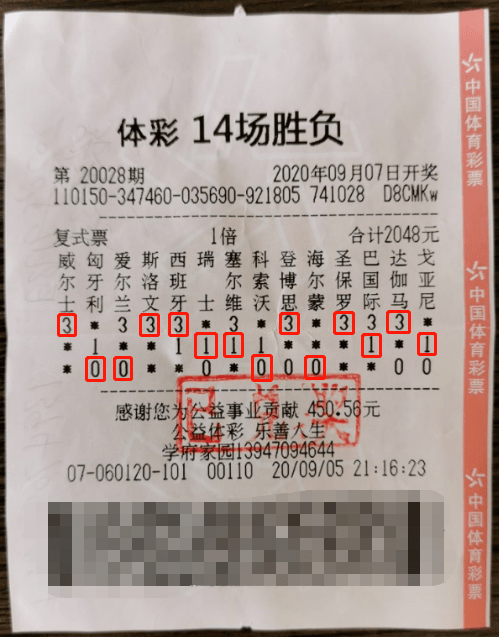 体彩 14场胜负
第 20028期 2020年09月07日开奖
110150-347460-035690-921805 741028 D8CMKw
复式票 1倍 合计2048元
威 匈 爱 斯 西 瑞 塞 科 登 海 圣 巴 达 戈
尔 牙 尔 洛 班 尔 索 博 尔 保 国 伽 亚
士 利 兰 文 牙 士 维 沃 思 蒙 罗 际 马 尼
3 * 3 3 3 * 3 * 3 * 3 3 3 *
* 1 * * 1 1 1 1 * * * 1 * 1
* 0 0 * * 0 * 0 0 0 * * 0 0
感谢您为公益事业贡献 450.56元
公益体彩 乐善人生
学府家园13947094644
07-060120-101 00110 20/09/05 21:16:23
已兑奖
中国体育彩票
中国体育彩票
中国体育彩票